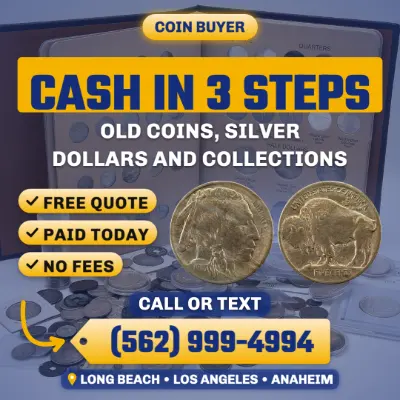 COIN BUYER
QUARTERS
CASH IN 3 STEPS
OLD COINS, SILVER
DOLLARS AND COLLECTIONS
FREE QUOTE
PAID TODAY
NO FEES
CALL OR TEXT
(562) 999-4994
LONG BEACH • LOS ANGELES • ANAHEIM